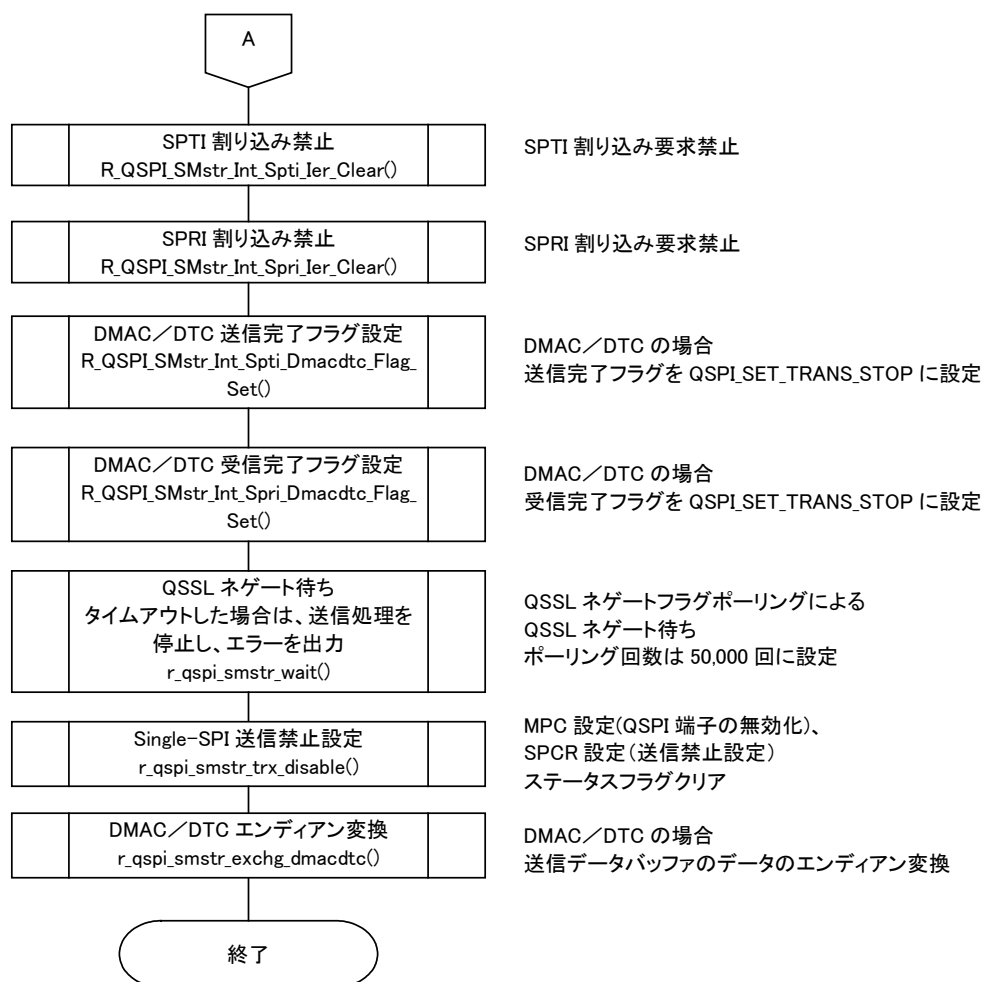 A
SPTI 割り込み禁止
R_QSPI_SMstr_Int_Spti_Ier_Clear()
SPTI 割り込み要求禁止
SPRI 割り込み禁止
R_QSPI_SMstr_Int_Spri_Ier_Clear()
SPRI 割り込み要求禁止
DMAC／DTC 送信完了フラグ設定
R_QSPI_SMstr_Int_Spti_Dmacdtc_Flag_
Set()
DMAC／DTC の場合
送信完了フラグを QSPI_SET_TRANS_STOP に設定
DMAC／DTC 受信完了フラグ設定
R_QSPI_SMstr_Int_Spri_Dmacdtc_Flag_
Set()
DMAC／DTC の場合
受信完了フラグを QSPI_SET_TRANS_STOP に設定
QSSL ネゲート待ち
タイムアウトした場合は、送信処理を
停止し、エラーを出力
r_qspi_smstr_wait()
QSSL ネゲートフラグポーリングによる
QSSL ネゲート待ち
ポーリング回数は 50,000 回に設定
Single-SPI 送信禁止設定
r_qspi_smstr_trx_disable()
MPC 設定(QSPI 端子の無効化)、
SPCR 設定（送信禁止設定）
ステータスフラグクリア
DMAC／DTC エンディアン変換
r_qspi_smstr_exchg_dmacdtc()
DMAC／DTC の場合
送信データバッファのデータのエンディアン変換
終了